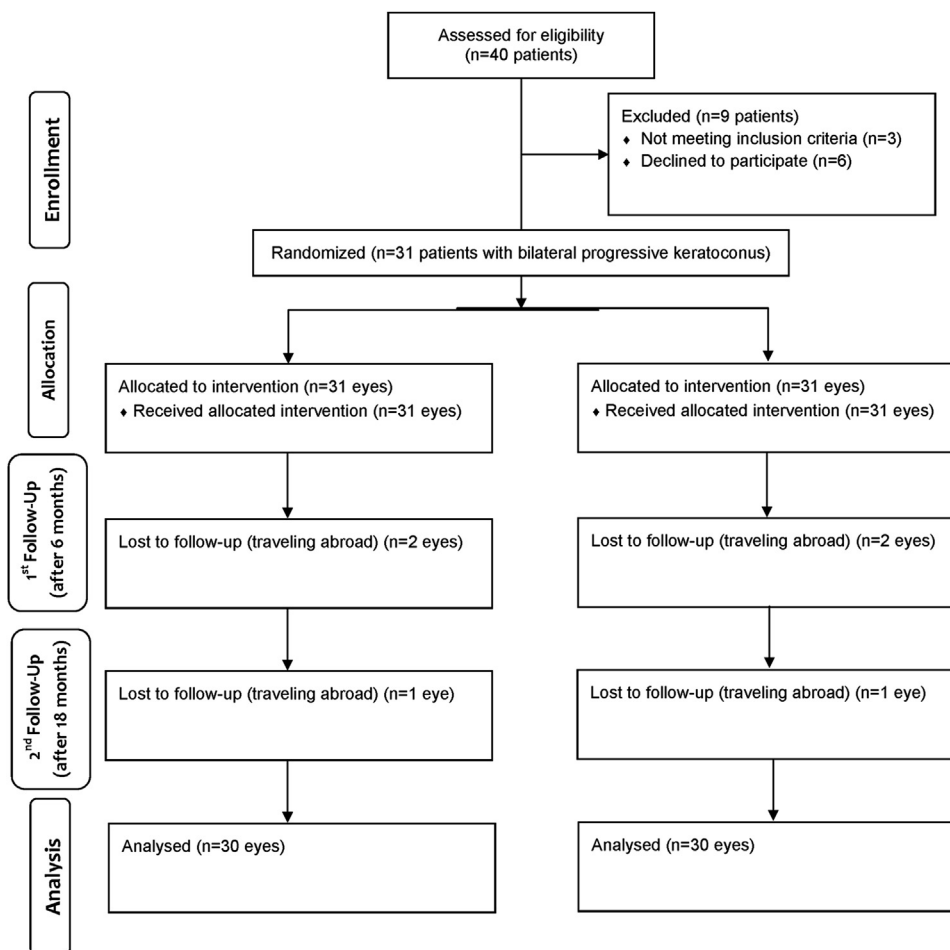 Assessed for eligibility
(n=40 patients)
Enrollment
Excluded (n=9 patients)
♦ Not meeting inclusion criteria (n=3)
♦ Declined to participate (n=6)
Randomized (n=31 patients with bilateral progressive keratoconus)
Allocation
Allocated to intervention (n=31 eyes)
♦ Received allocated intervention (n=31 eyes)
Allocated to intervention (n=31 eyes)
♦ Received allocated intervention (n=31 eyes)
1st Follow-Up
(after 6 months)
Lost to follow-up (traveling abroad) (n=2 eyes)
Lost to follow-up (traveling abroad) (n=2 eyes)
2nd Follow-Up
(after 18 months)
Lost to follow-up (traveling abroad) (n=1 eye)
Lost to follow-up (traveling abroad) (n=1 eye)
Analysis
Analysed (n=30 eyes)
Analysed (n=30 eyes)